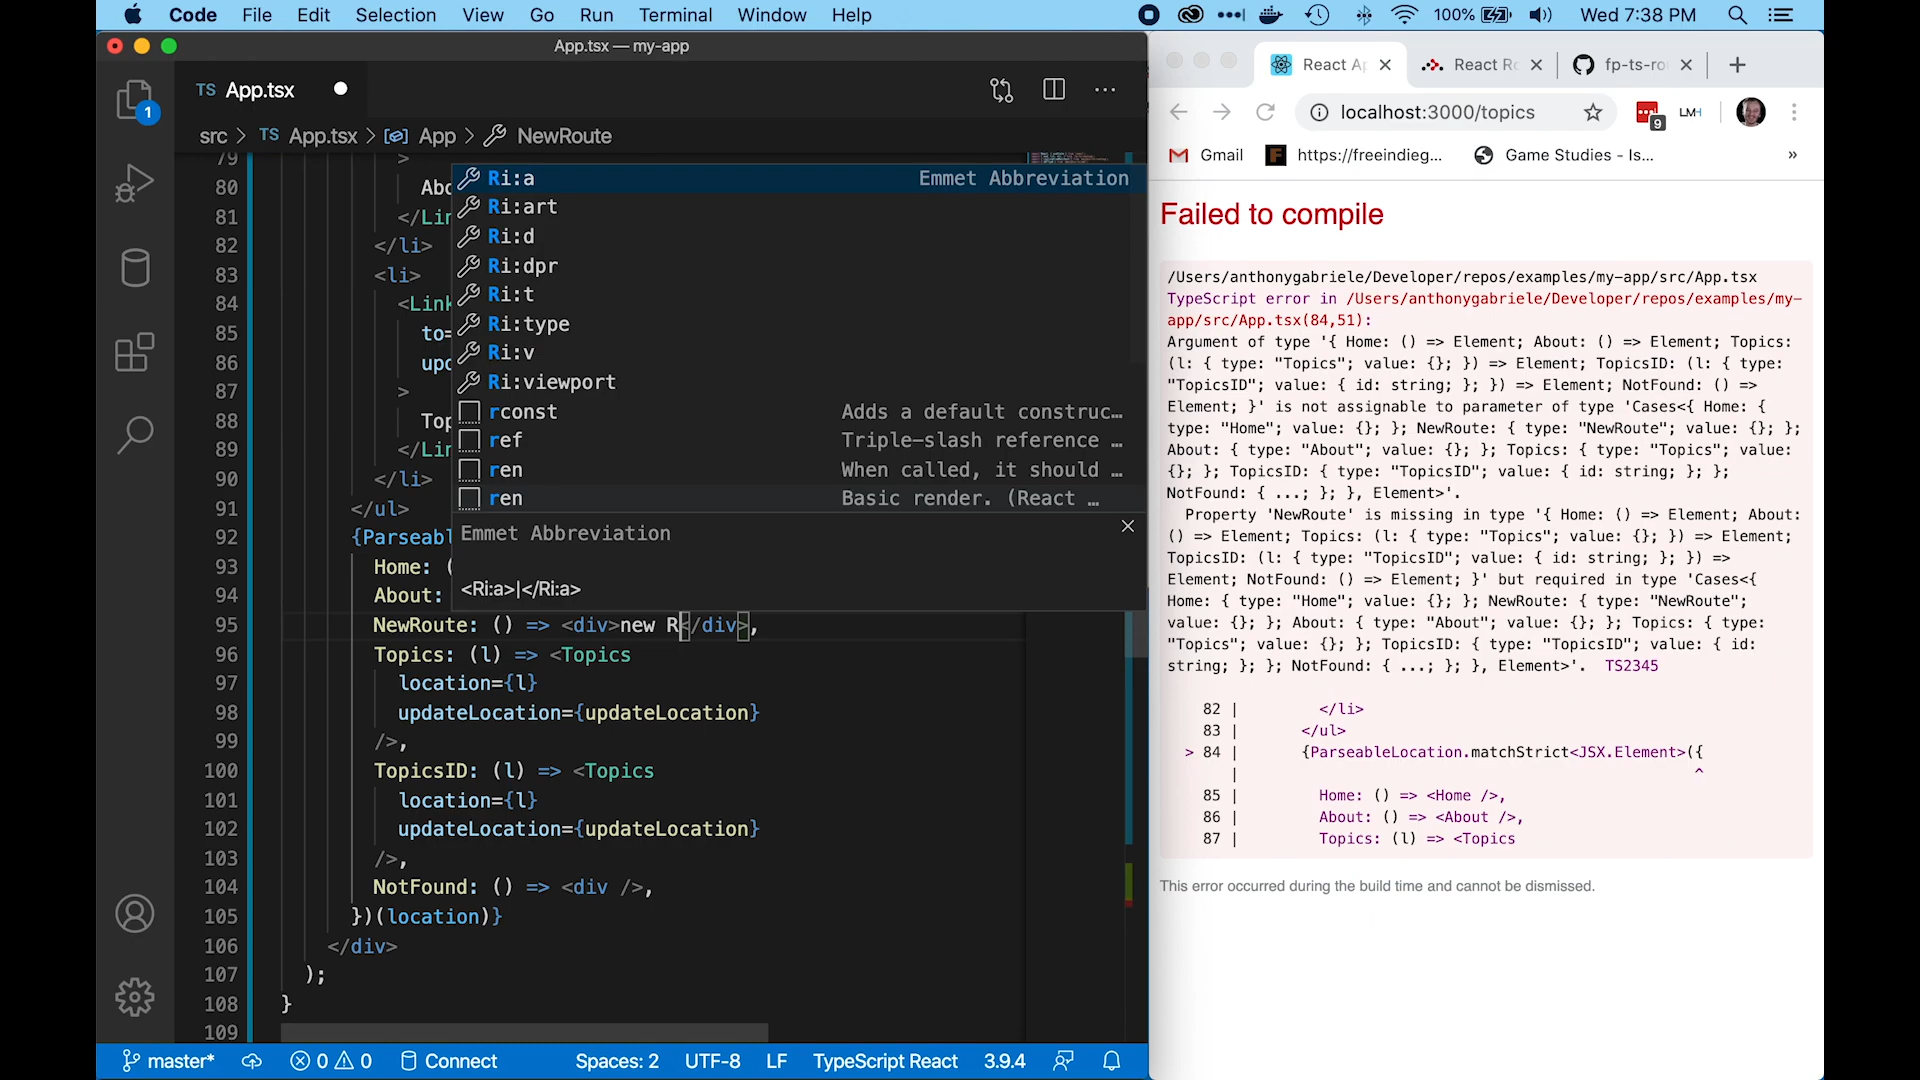 Code File Edit Selection View Go Run Terminal Window Help
100% Wed 7:38 PM
App.tsx — my-app
TS App.tsx
src > TS App.tsx > App > NewRoute
1
79 >
80 Abo
81 </Lin
82 </li>
83 <li>
84 <Link
85 to=
86 upd
87 >
88 Top
89 </Lin
90 </li>
91 </ul>
92 {Parseabl
93 Home: (
94 About:
95 NewRoute: () => <div>new R</div>,
96 Topics: (l) => <Topics
97 location={l}
98 updateLocation={updateLocation}
99 />,
100 TopicsID: (l) => <Topics
101 location={l}
102 updateLocation={updateLocation}
103 />,
104 NotFound: () => <div />,
105 })(location)}
106 </div>
107 );
108 }
109
Ri:a Emmet Abbreviation
Ri:art
Ri:d
Ri:dpr
Ri:t
Ri:type
Ri:v
Ri:viewport
rconst Adds a default construc…
ref Triple-slash reference …
ren When called, it should …
ren Basic render. (React …
Emmet Abbreviation
<Ri:a>|</Ri:a>
master* 0 0 Connect Spaces: 2 UTF-8 LF TypeScript React 3.9.4
React Ap React Ro fp-ts-rou
localhost:3000/topics 9 LMH
Gmail https://freeindieg... Game Studies - Is... »
Failed to compile
/Users/anthonygabriele/Developer/repos/examples/my-app/src/App.tsx
TypeScript error in /Users/anthonygabriele/Developer/repos/examples/my-
app/src/App.tsx(84,51):
Argument of type '{ Home: () => Element; About: () => Element; Topics:
(l: { type: "Topics"; value: {}; }) => Element; TopicsID: (l: { type:
"TopicsID"; value: { id: string; }; }) => Element; NotFound: () =>
Element; }' is not assignable to parameter of type 'Cases<{ Home: {
type: "Home"; value: {}; }; NewRoute: { type: "NewRoute"; value: {}; };
About: { type: "About"; value: {}; }; Topics: { type: "Topics"; value:
{}; }; TopicsID: { type: "TopicsID"; value: { id: string; }; };
NotFound: { ...; }; }, Element>'.
Property 'NewRoute' is missing in type '{ Home: () => Element; About:
() => Element; Topics: (l: { type: "Topics"; value: {}; }) => Element;
TopicsID: (l: { type: "TopicsID"; value: { id: string; }; }) =>
Element; NotFound: () => Element; }' but required in type 'Cases<{
Home: { type: "Home"; value: {}; }; NewRoute: { type: "NewRoute";
value: {}; }; About: { type: "About"; value: {}; }; Topics: { type:
"Topics"; value: {}; }; TopicsID: { type: "TopicsID"; value: { id:
string; }; }; NotFound: { ...; }; }, Element>'. TS2345
82 | </li>
83 | </ul>
> 84 | {ParseableLocation.matchStrict<JSX.Element>({
| ^
85 | Home: () => <Home />,
86 | About: () => <About />,
87 | Topics: (l) => <Topics
This error occurred during the build time and cannot be dismissed.